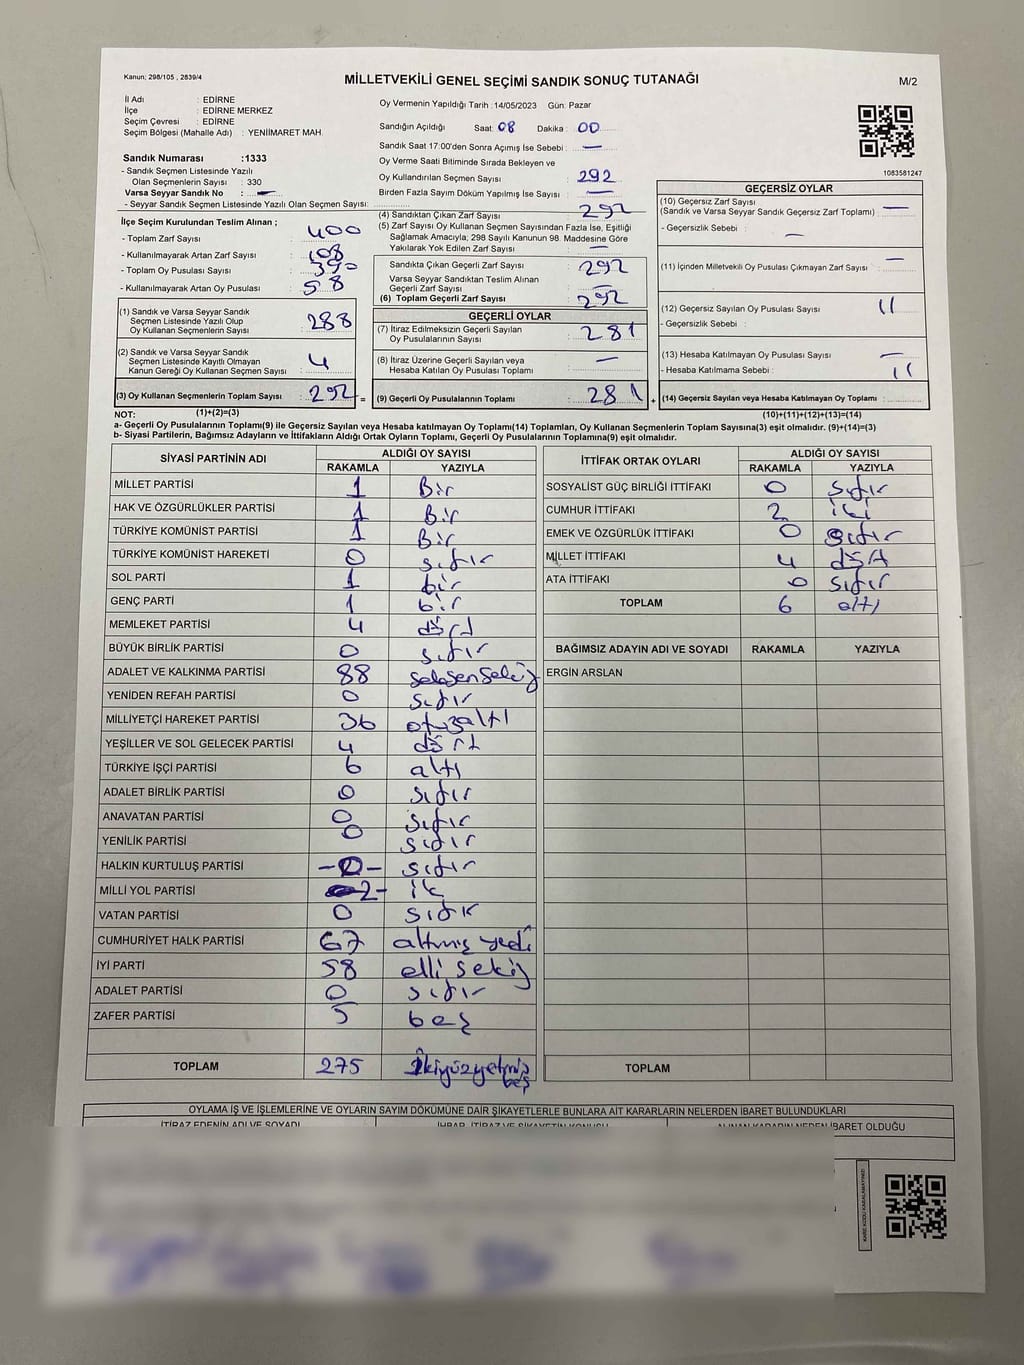 Kanun: 298/105 , 2839/4
MİLLETVEKİLİ GENEL SEÇİMİ SANDIK SONUÇ TUTANAĞI
M/2
İl Adı : EDİRNE
İlçe : EDİRNE MERKEZ
Seçim Çevresi : EDİRNE
Seçim Bölgesi (Mahalle Adı) : YENİİMARET MAH.
Sandık Numarası :1333
- Sandık Seçmen Listesinde Yazılı
Olan Seçmenlerin Sayısı : 330
Varsa Seyyar Sandık No : —
- Seyyar Sandık Seçmen Listesinde Yazılı Olan Seçmen Sayısı:
Oy Vermenin Yapıldığı Tarih :14/05/2023 Gün: Pazar
Sandığın Açıldığı Saat: 08 Dakika : 00
Sandık Saat 17:00'den Sonra Açımış İse Sebebi : —
Oy Verme Saati Bitiminde Sırada Bekleyen ve
Oy Kullandırılan Seçmen Sayısı : 292
Birden Fazla Sayım Döküm Yapılmış İse Sayısı : —
1083581247
İlçe Seçim Kurulundan Teslim Alınan ;
- Toplam Zarf Sayısı : 400
- Kullanılmayarak Artan Zarf Sayısı : 108
- Toplam Oy Pusulası Sayısı : 350
- Kullanılmayarak Artan Oy Pusulası : 58
(1) Sandık ve Varsa Seyyar Sandık
Seçmen Listesinde Yazılı Olup
Oy Kullanan Seçmenlerin Sayısı : 288
(2) Sandık ve Varsa Seyyar Sandık
Seçmen Listesinde Kayıtlı Olmayan
Kanun Gereği Oy Kullanan Seçmen Sayısı : 4
(3) Oy Kullanan Seçmenlerin Toplam Sayısı : 292 =
(4) Sandıktan Çıkan Zarf Sayısı : 292
(5) Zarf Sayısı Oy Kullanan Seçmen Sayısından Fazla İse, Eşitliği
Sağlamak Amacıyla; 298 Sayılı Kanunun 98. Maddesine Göre
Yakılarak Yok Edilen Zarf Sayısı : —
Sandıkta Çıkan Geçerli Zarf Sayısı : 292
Varsa Seyyar Sandıktan Teslim Alınan
Geçerli Zarf Sayısı : —
(6) Toplam Geçerli Zarf Sayısı : 292
GEÇERLİ OYLAR
(7) İtiraz Edilmeksizin Geçerli Sayılan
Oy Pusulalarının Sayısı : 281
(8) İtiraz Üzerine Geçerli Sayılan veya
Hesaba Katılan Oy Pusulası Toplamı : —
(9) Geçerli Oy Pusulalarının Toplamı : 281 +
GEÇERSİZ OYLAR
(10) Geçersiz Zarf Sayısı
(Sandık ve Varsa Seyyar Sandık Geçersiz Zarf Toplamı) : —
- Geçersizlik Sebebi : —
(11) İçinden Milletvekili Oy Pusulası Çıkmayan Zarf Sayısı : —
(12) Geçersiz Sayılan Oy Pusulası Sayısı : 11
- Geçersizlik Sebebi :
(13) Hesaba Katılmayan Oy Pusulası Sayısı : —
- Hesaba Katılmama Sebebi : 11
(14) Geçersiz Sayılan veya Hesaba Katılmayan Oy Toplamı :
NOT: (1)+(2)=(3) (10)+(11)+(12)+(13)=(14)
a- Geçerli Oy Pusulalarının Toplamı(9) ile Geçersiz Sayılan veya Hesaba katılmayan Oy Toplamı(14) Toplamları, Oy Kullanan Seçmenlerin Toplam Sayısına(3) eşit olmalıdır. (9)+(14)=(3)
b- Siyasi Partilerin, Bağımsız Adayların ve İttifakların Aldığı Ortak Oyların Toplamı, Geçerli Oy Pusulalarının Toplamına(9) eşit olmalıdır.
SİYASİ PARTİNİN ADI ALDIĞI OY SAYISI
RAKAMLA YAZIYLA
MİLLET PARTİSİ 1 Bir
HAK VE ÖZGÜRLÜKLER PARTİSİ 1 Bir
TÜRKİYE KOMÜNİST PARTİSİ 1 Bir
TÜRKİYE KOMÜNİST HAREKETİ 0 sıfır
SOL PARTİ 1 bir
GENÇ PARTİ 1 bir
MEMLEKET PARTİSİ 4 dört
BÜYÜK BİRLİK PARTİSİ 0 sıfır
ADALET VE KALKINMA PARTİSİ 88 seksensekiz
YENİDEN REFAH PARTİSİ 0 sıfır
MİLLİYETÇİ HAREKET PARTİSİ 36 otuzaltı
YEŞİLLER VE SOL GELECEK PARTİSİ 4 dört
TÜRKİYE İŞÇİ PARTİSİ 6 altı
ADALET BİRLİK PARTİSİ 0 sıfır
ANAVATAN PARTİSİ 0 sıfır
YENİLİK PARTİSİ 0 sıfır
HALKIN KURTULUŞ PARTİSİ -0- sıfır
MİLLİ YOL PARTİSİ 2- ik
VATAN PARTİSİ 0 sıfır
CUMHURİYET HALK PARTİSİ 67 altmış yedi
İYİ PARTİ 58 elli sekiz
ADALET PARTİSİ 0 sıfır
ZAFER PARTİSİ 5 beş
TOPLAM 275 ikiyüzyetmiş
beş
İTTİFAK ORTAK OYLARI ALDIĞI OY SAYISI
RAKAMLA YAZIYLA
SOSYALİST GÜÇ BİRLİĞİ İTTİFAKI 0 sıfır
CUMHUR İTTİFAKI 2 iki
EMEK VE ÖZGÜRLÜK İTTİFAKI 0 sıfır
MİLLET İTTİFAKI 4 dört
ATA İTTİFAKI 0 sıfır
TOPLAM 6 altı
BAĞIMSIZ ADAYIN ADI VE SOYADI RAKAMLA YAZIYLA
ERGİN ARSLAN
TOPLAM
OYLAMA İŞ VE İŞLEMLERİNE VE OYLARIN SAYIM DÖKÜMÜNE DAİR ŞİKAYETLERLE BUNLARA AİT KARARLARIN NELERDEN İBARET BULUNDUKLARI
İTİRAZ EDENİN ADI VE SOYADI İHBAR, İTİRAZ VE ŞİKAYETİN KONUSU ALINAN KARARIN NEDEN İBARET OLDUĞU
KARE KODU KARALAMAYINIZ!